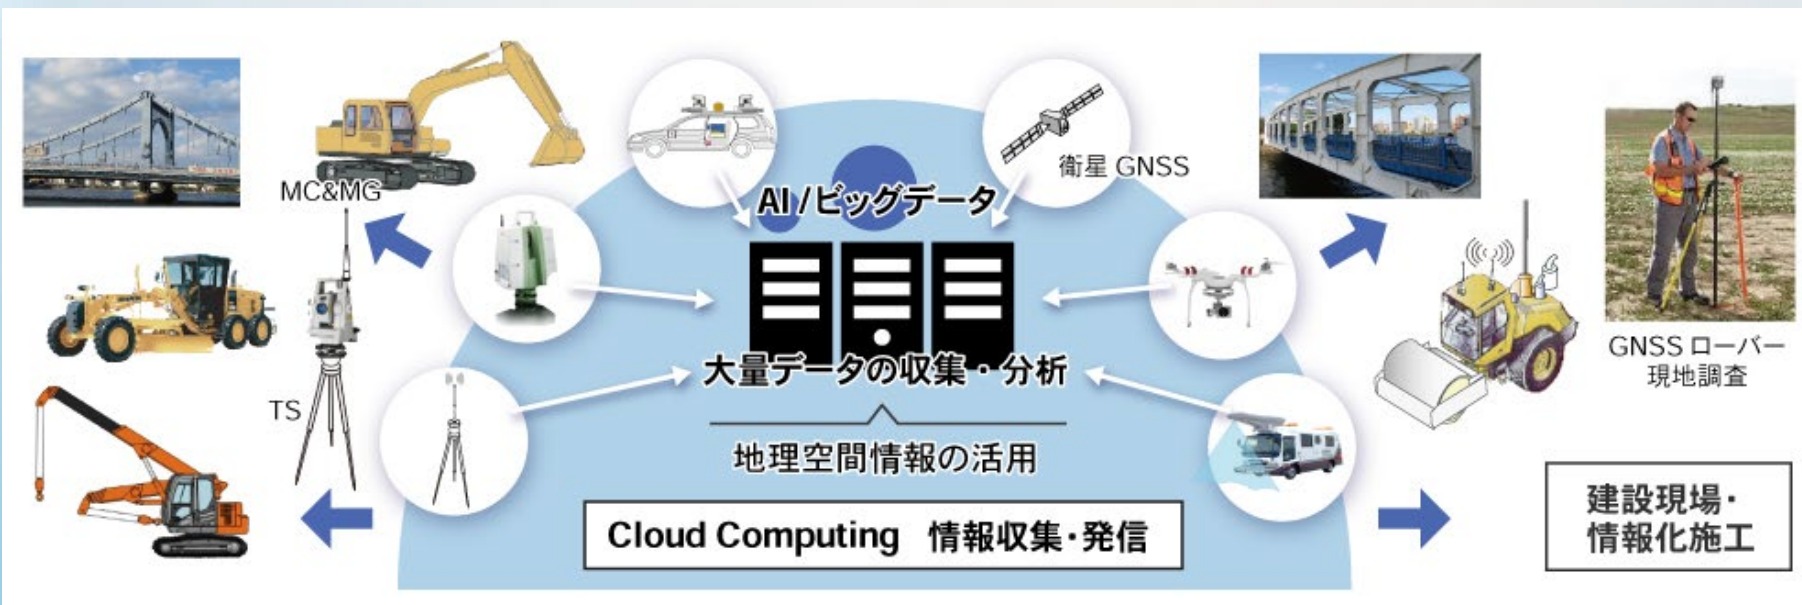 MC&MG
衛星 GNSS
AI/ビッグデータ
大量データの収集・分析
TS
地理空間情報の活用
GNSS ローバー
現地調査
Cloud Computing 情報収集・発信
建設現場・
情報化施工